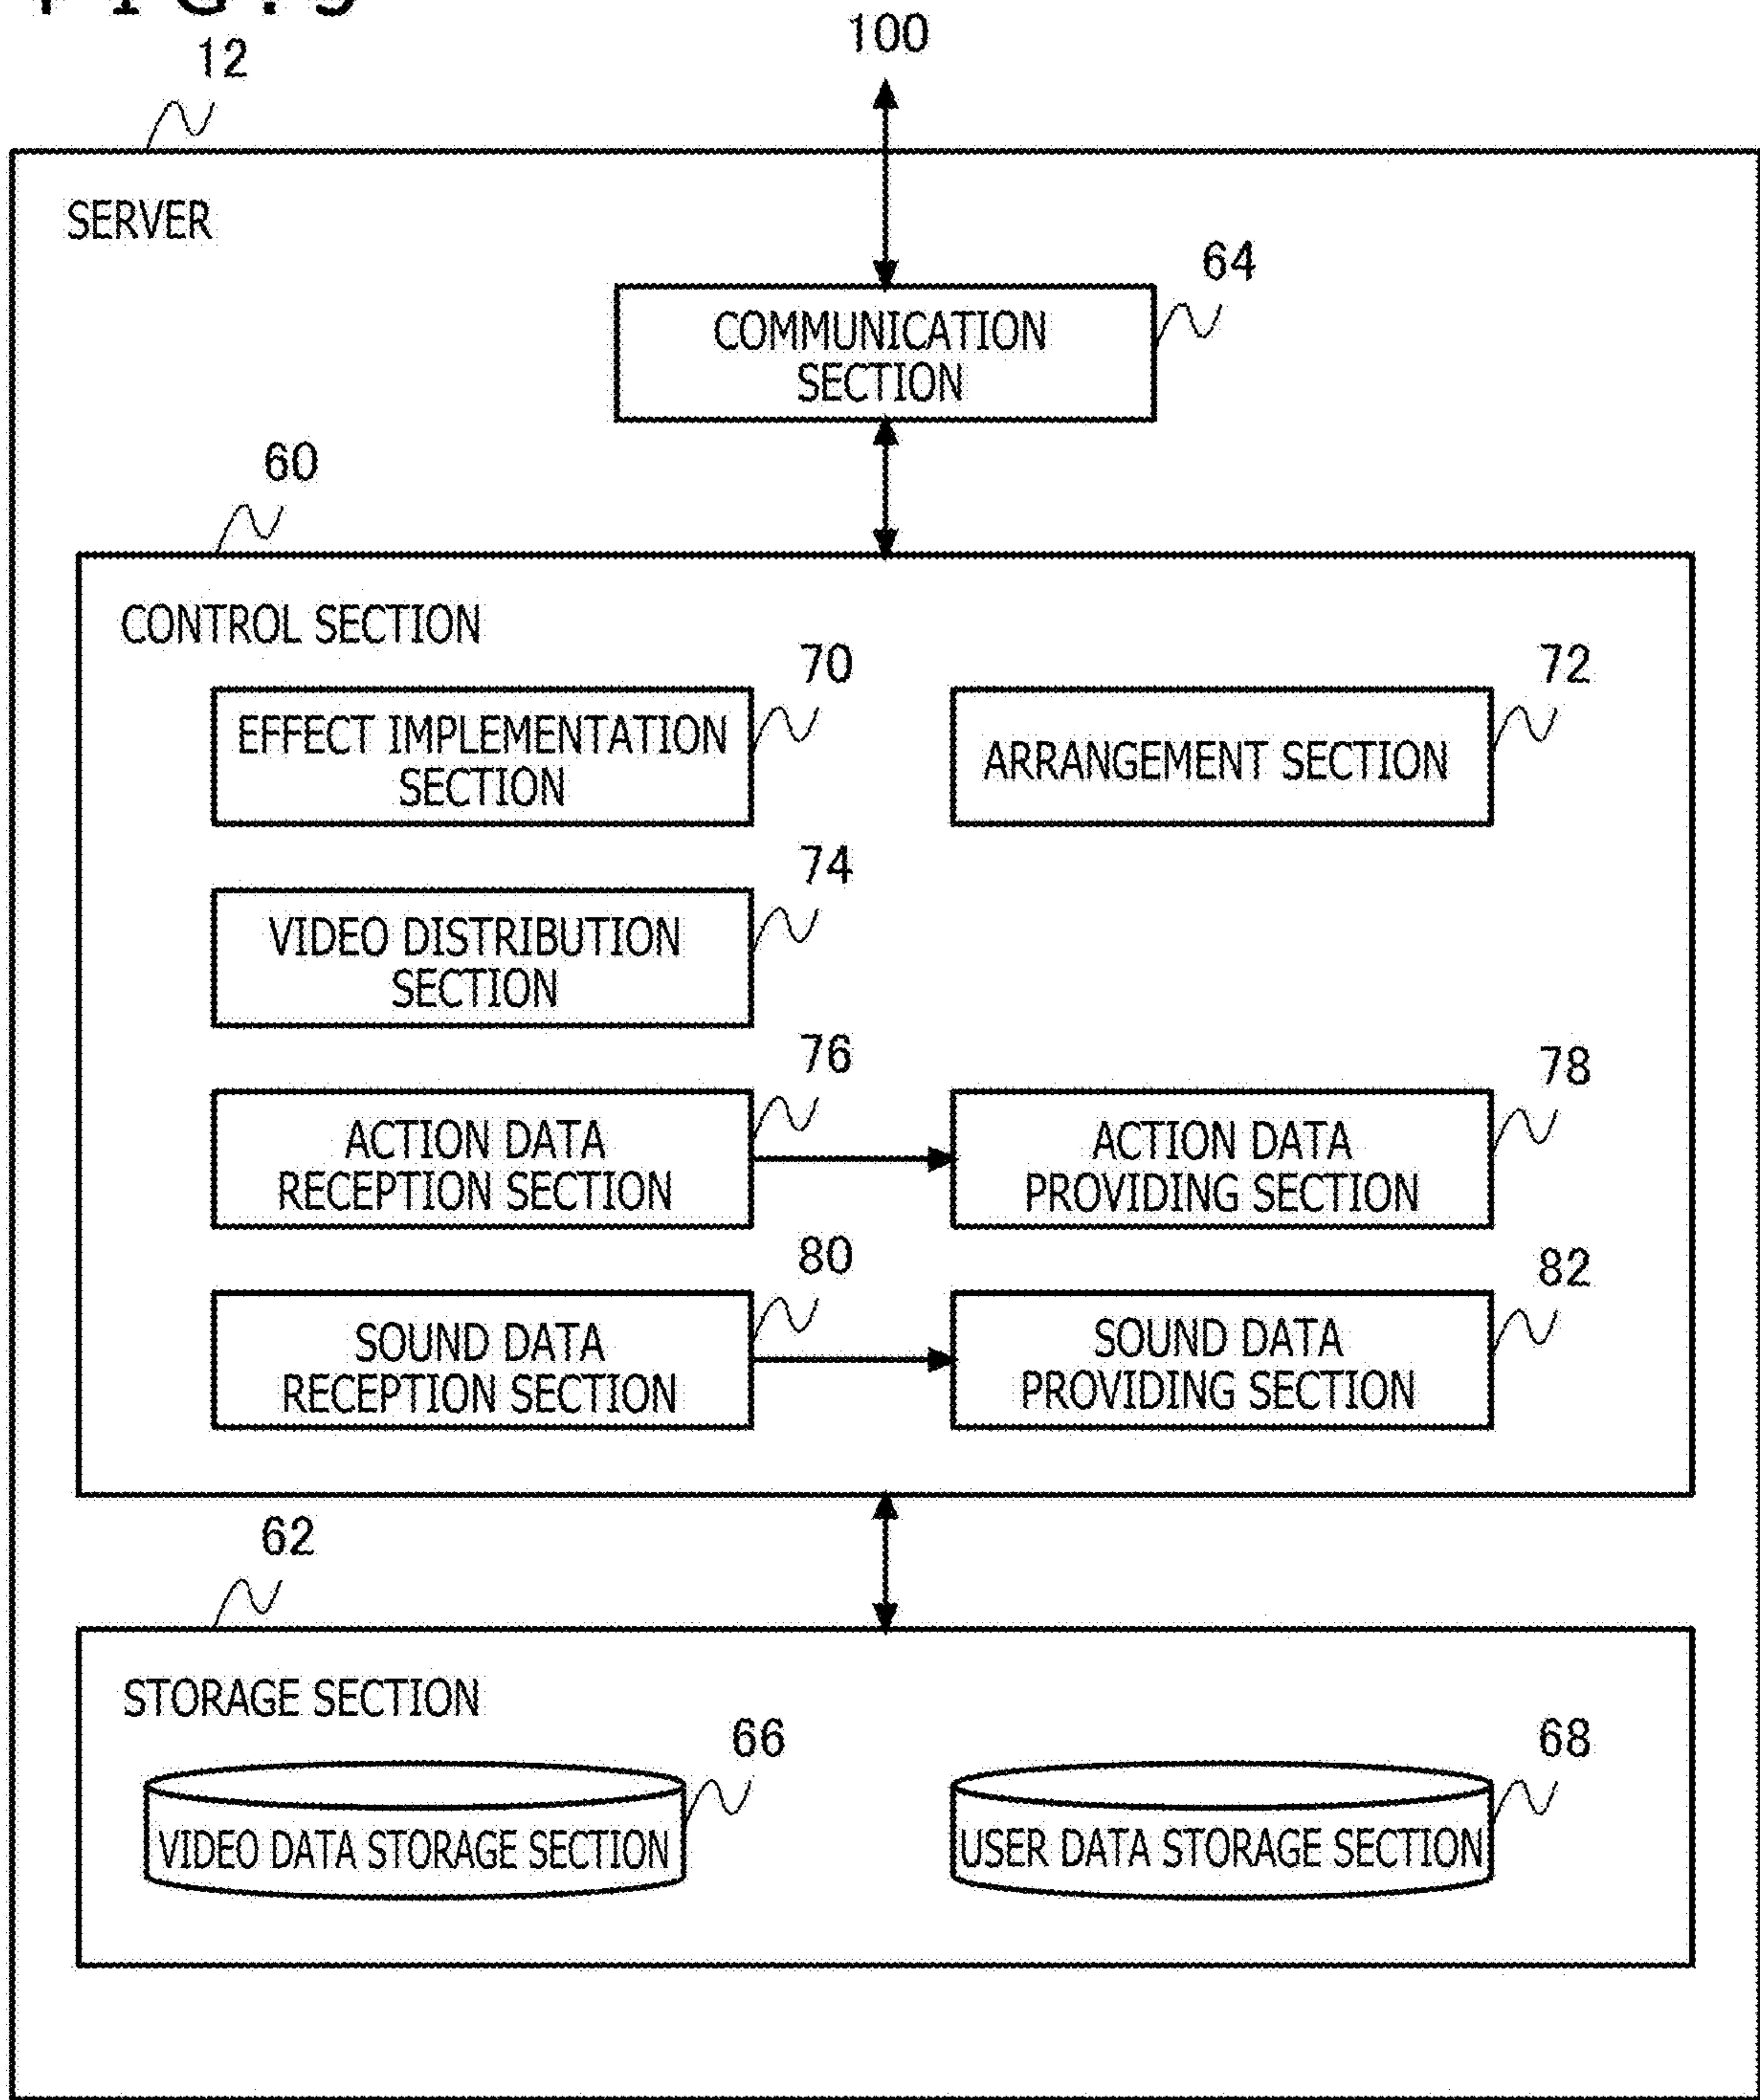 FIG.
100
12
SERVER
64
COMMUNICATION
SECTION
60
CONTROL SECTION
70
EFFECT IMPLEMENTATION
SECTION
72
ARRANGEMENT SECTION
74
VIDEO DISTRIBUTION
SECTION
76
ACTION DATA
RECEPTION SECTION
78
ACTION DATA
PROVIDING SECTION
80
SOUND DATA
RECEPTION SECTION
82
SOUND DATA
PROVIDING SECTION
62
STORAGE SECTION
66
VIDEO DATA STORAGE SECTION
68
USER DATA STORAGE SECTION